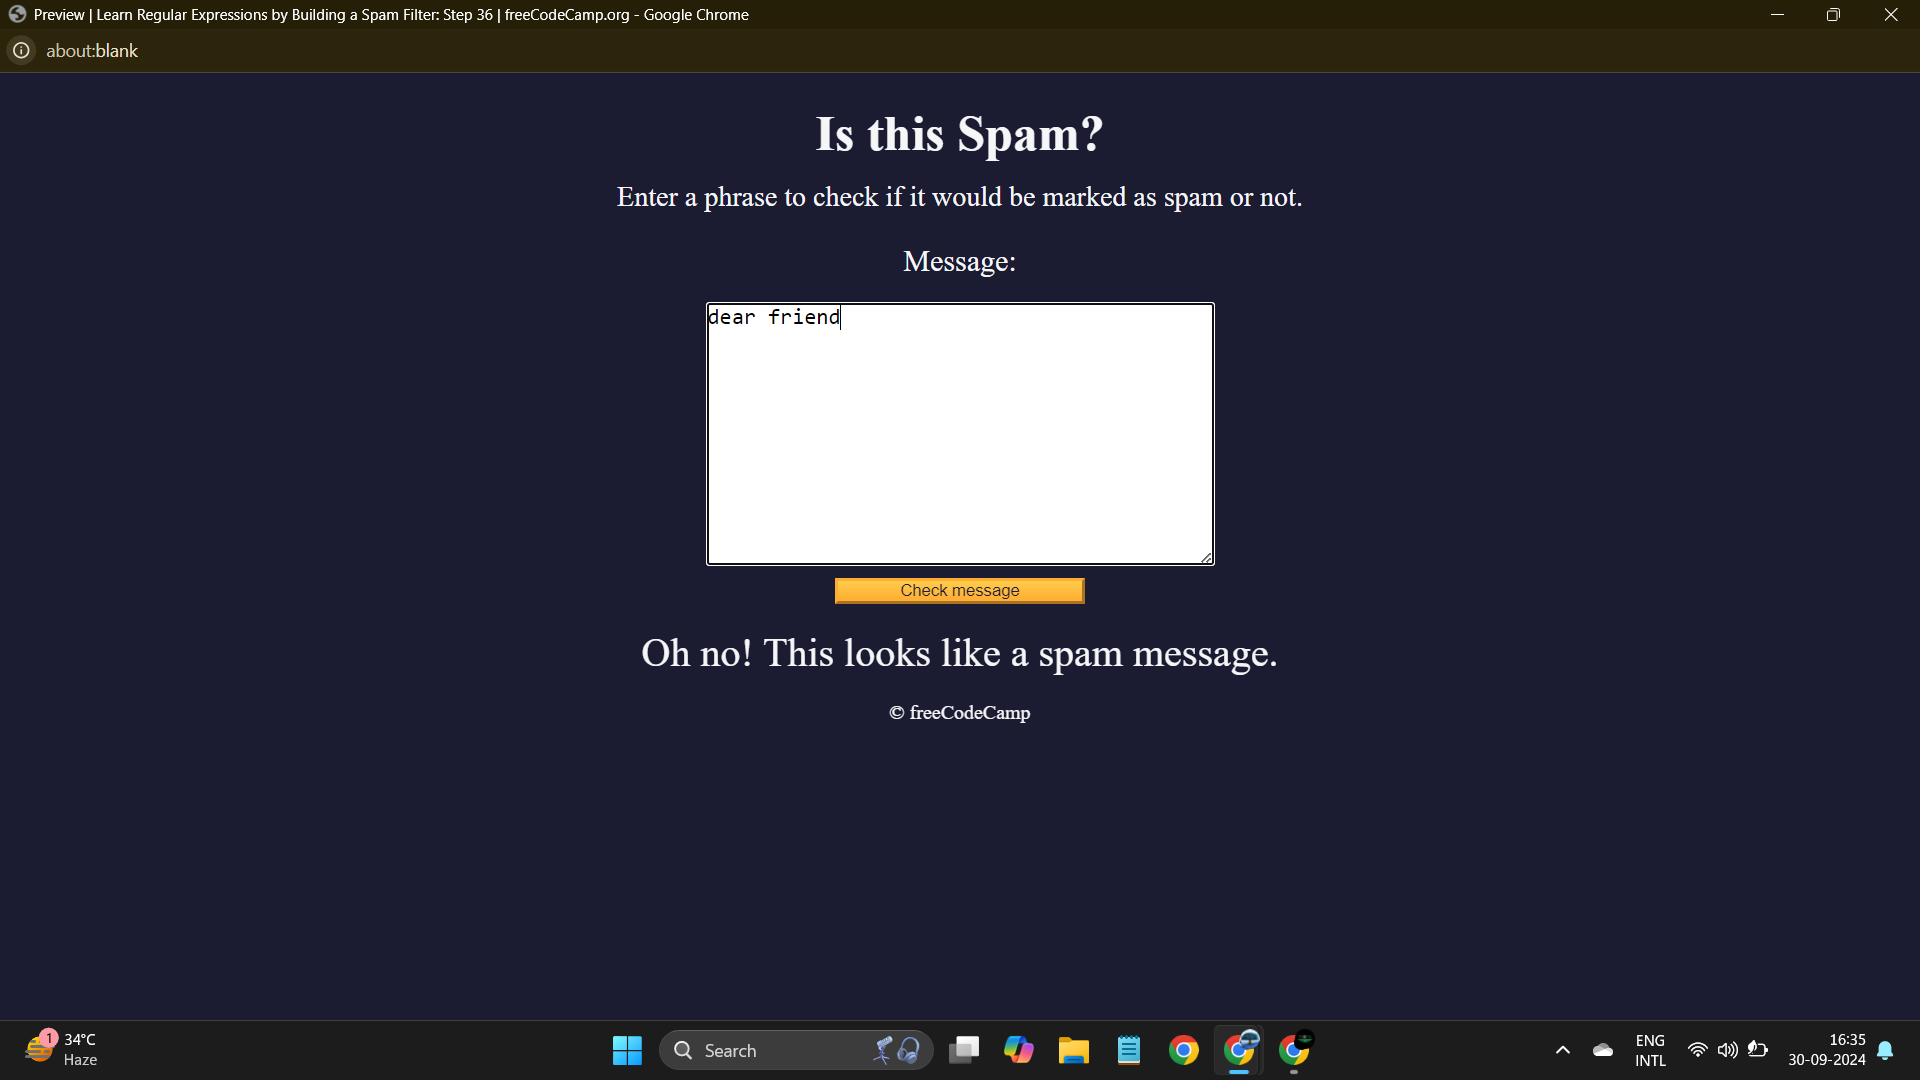 Preview | Learn Regular Expressions by Building a Spam Filter: Step 36 | freeCodeCamp.org - Google Chrome
about:blank
Is this Spam?
Enter a phrase to check if it would be marked as spam or not.
Message:
dear friend
Check message
Oh no! This looks like a spam message.
© freeCodeCamp
1
34°C
Haze
Search
ENG
INTL
16:35
30-09-2024